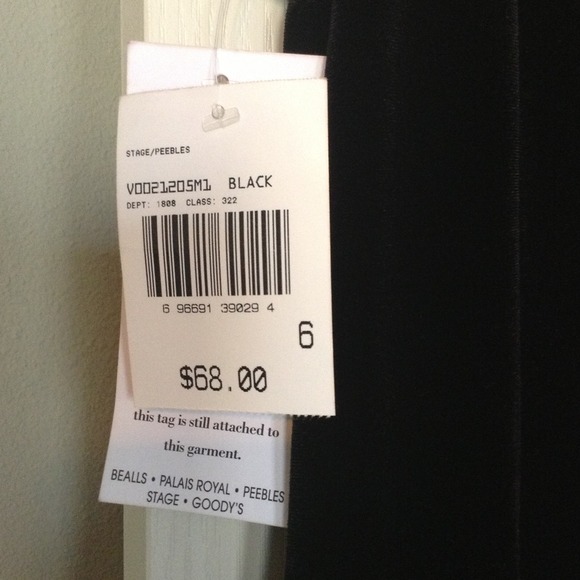 STAGE/PEEBLES
V0021205M1 BLACK
DEPT: 1808 CLASS: 322
6 96691 39029 4
6
$68.00
this tag is still attached to
this garment.
BEALLS • PALAIS ROYAL • PEEBLES
STAGE • GOODY'S